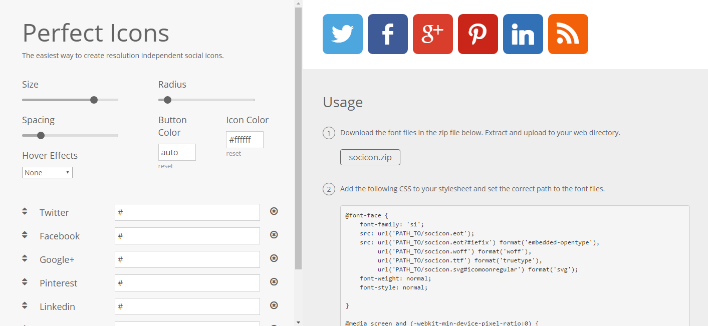 Perfect Icons
The easiest way to create resolution independent social icons.
Size
Radius
Spacing
Button Color
Icon Color
auto
#ffffff
reset
reset
Hover Effects
None
Twitter
#
Facebook
#
Google+
#
Pinterest
#
Linkedin
#
Usage
1 Download the font files in the zip file below. Extract and upload to your web directory.
socicon.zip
2 Add the following CSS to your stylesheet and set the correct path to the font files.
@font-face {
font-family: 'si';
src: url('PATH_TO/socicon.eot');
src: url('PATH_TO/socicon.eot?#iefix') format('embedded-opentype'),
url('PATH_TO/socicon.woff') format('woff'),
url('PATH_TO/socicon.ttf') format('truetype'),
url('PATH_TO/socicon.svg#icomoonregular') format('svg');
font-weight: normal;
font-style: normal;
}
@media screen and (-webkit-min-device-pixel-ratio:0) {